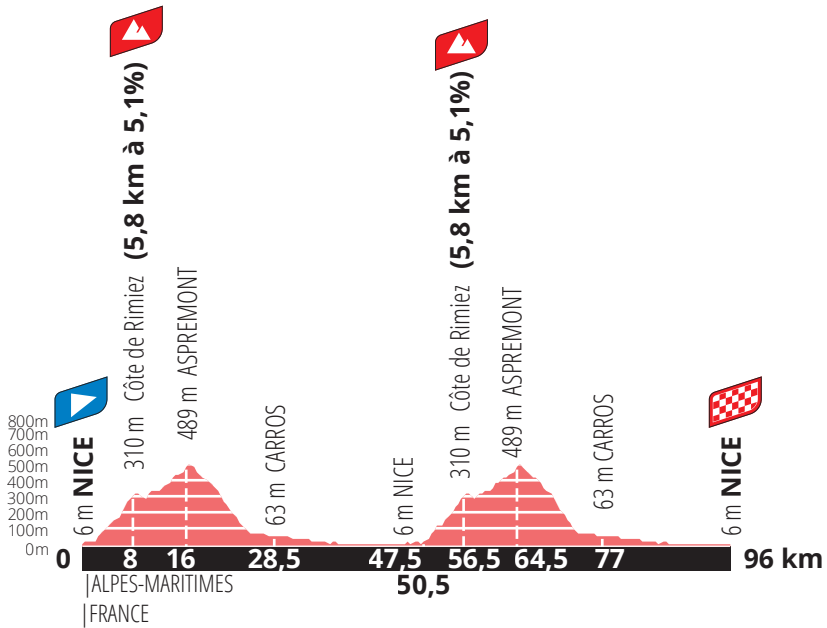 (5,8 km à 5,1%)
(5,8 km à 5,1%)
800m
700m
600m
500m
400m
300m
200m
100m
0m
6 m NICE
310 m Côte de Rimiez
489 m ASPREMONT
63 m CARROS
6 m NICE
310 m Côte de Rimiez
489 m ASPREMONT
63 m CARROS
6 m NICE
0 8 16 28,5 47,5 56,5 64,5 77 96 km
50,5
|ALPES-MARITIMES
|FRANCE